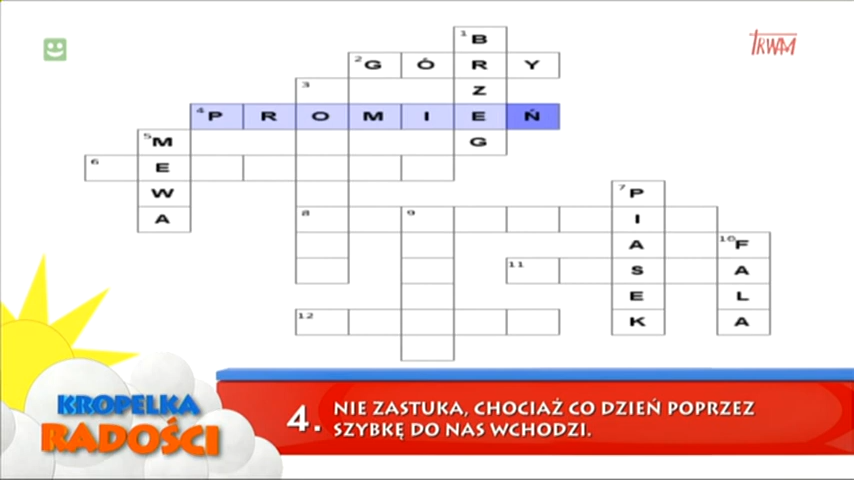 1 B
TRWAM
2 G Ó R Y
3 Z
4 P R O M I E Ń
5 M G
6 E
W 7 P
A 8 9 I
A 10 F
11 S A
E L
12 K A
KROPELKA
RADOŚCI
4. NIE ZASTUKA, CHOCIAŻ CO DZIEŃ POPRZEZ
SZYBKĘ DO NAS WCHODZI.